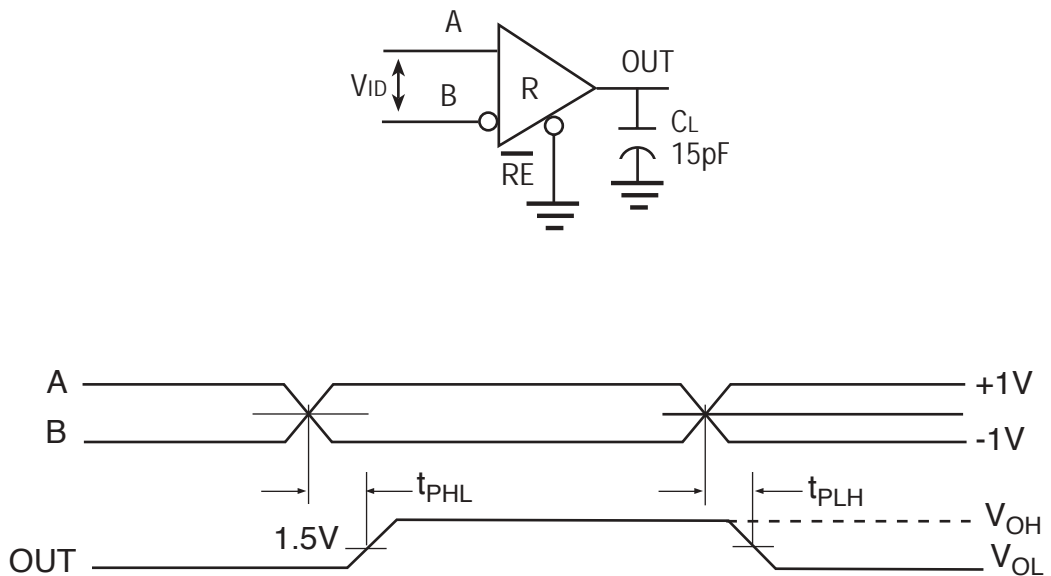 A
OUT
VID
B
R
CL
15pF
RE
A
+1V
B
-1V
tPHL
tPLH
1.5V
VOH
OUT
VOL